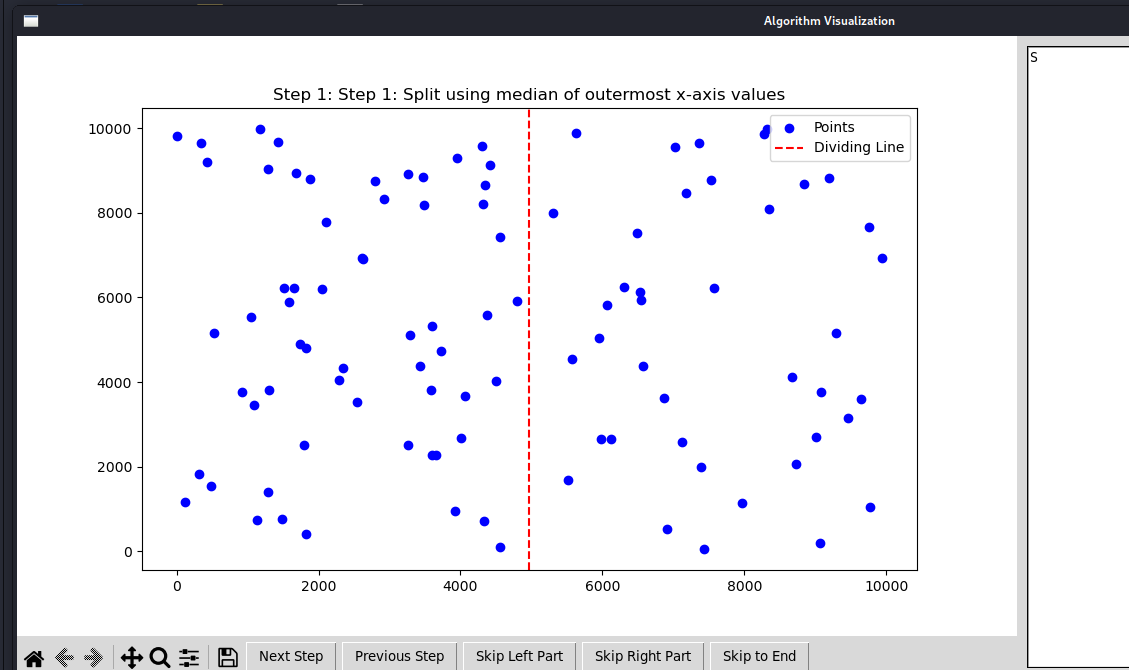 Algorithm Visualization
S
Step 1: Step 1: Split using median of outermost x-axis values
Points
Dividing Line
10000
8000
6000
4000
2000
0
0 2000 4000 6000 8000 10000
Next Step Previous Step Skip Left Part Skip Right Part Skip to End